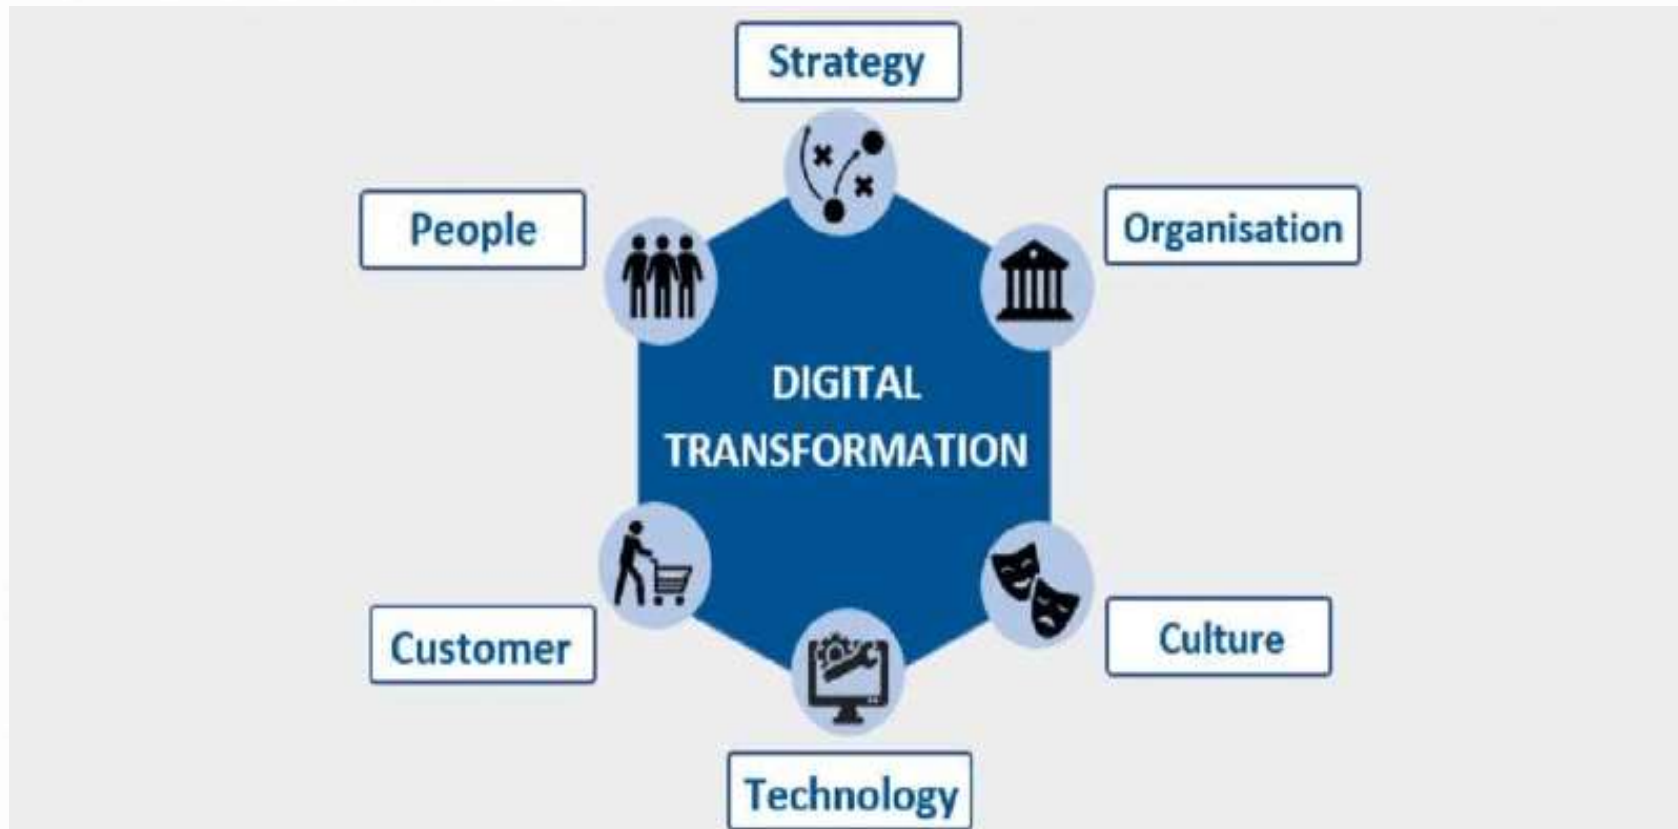 Strategy
People
Organisation
DIGITAL
TRANSFORMATION
Customer
Culture
Technology